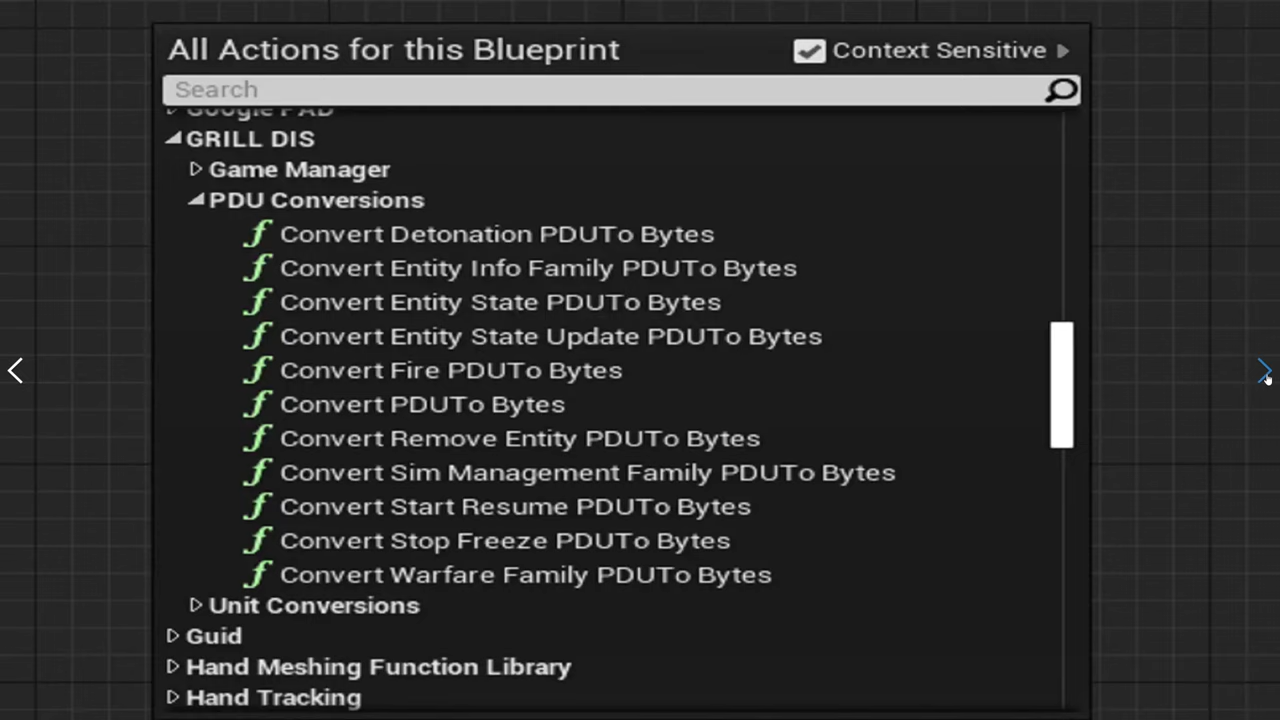 All Actions for this Blueprint
Context Sensitive
Search
Google PAD
GRILL DIS
Game Manager
PDU Conversions
Convert Detonation PDUTo Bytes
Convert Entity Info Family PDUTo Bytes
Convert Entity State PDUTo Bytes
Convert Entity State Update PDUTo Bytes
Convert Fire PDUTo Bytes
Convert PDUTo Bytes
Convert Remove Entity PDUTo Bytes
Convert Sim Management Family PDUTo Bytes
Convert Start Resume PDUTo Bytes
Convert Stop Freeze PDUTo Bytes
Convert Warfare Family PDUTo Bytes
Unit Conversions
Guid
Hand Meshing Function Library
Hand Tracking